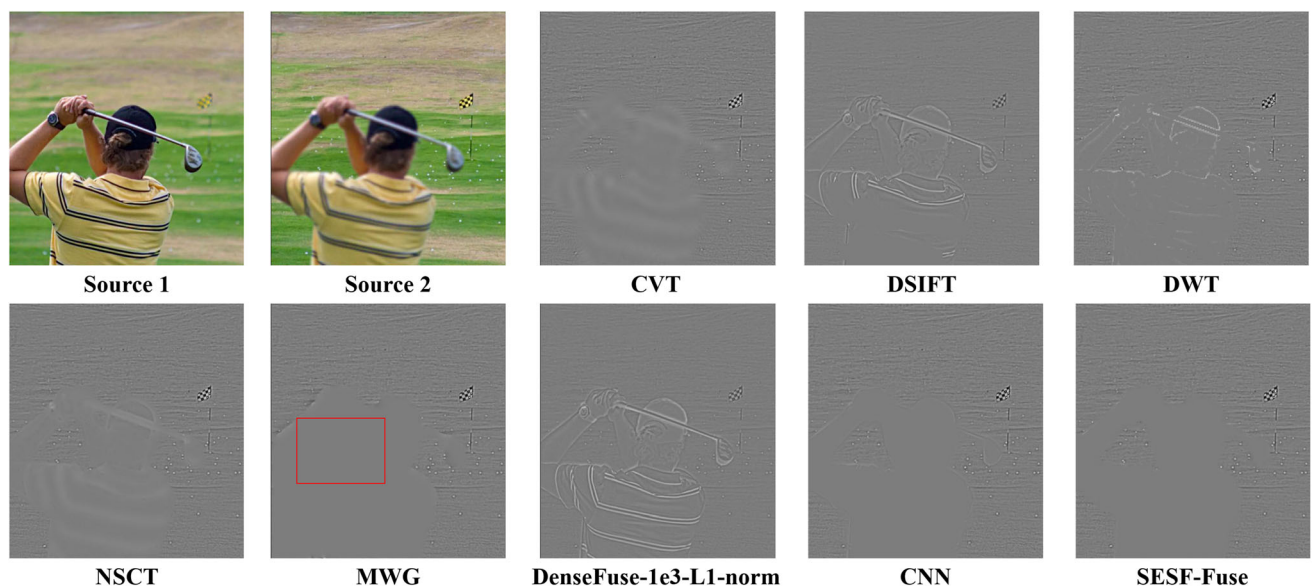 Source 1
Source 2
CVT
DSIFT
DWT
NSCT
MWG
DenseFuse-1e3-L1-norm
CNN
SESF-Fuse